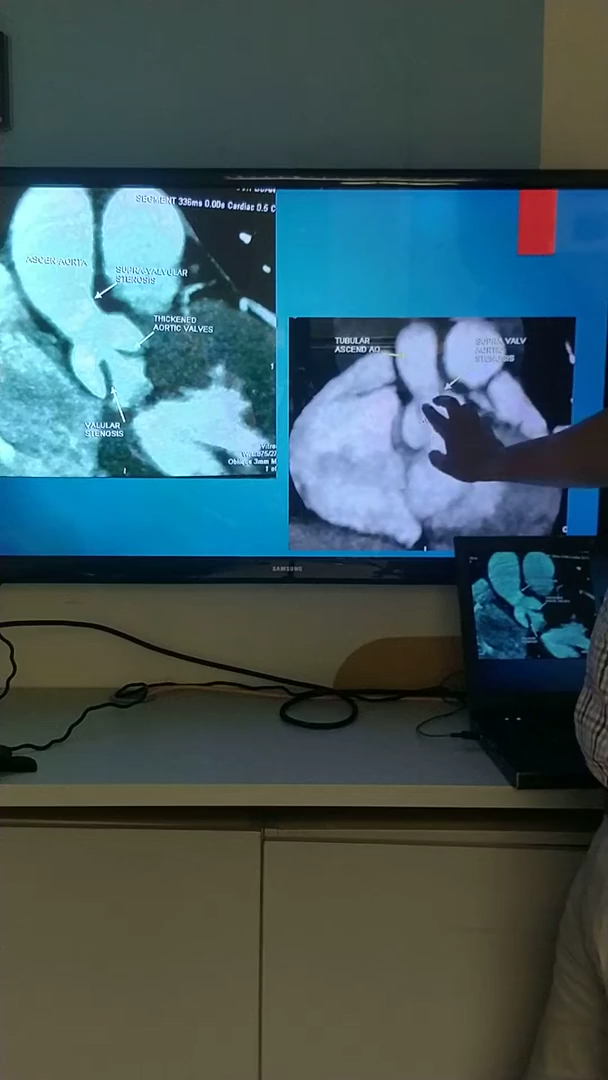 SEGMENT 336ms 0.00s Cardiac 0.5 C
ASCEN AORTA
SUPRA-VALVULAR
STENOSIS
THICKENED
AORTIC VALVES
VALULAR
STENOSIS
Oblique 3mm M
TUBULAR
ASCEND AO
SUPRA VALV
AORTIC
STENOSIS
SAMSUNG